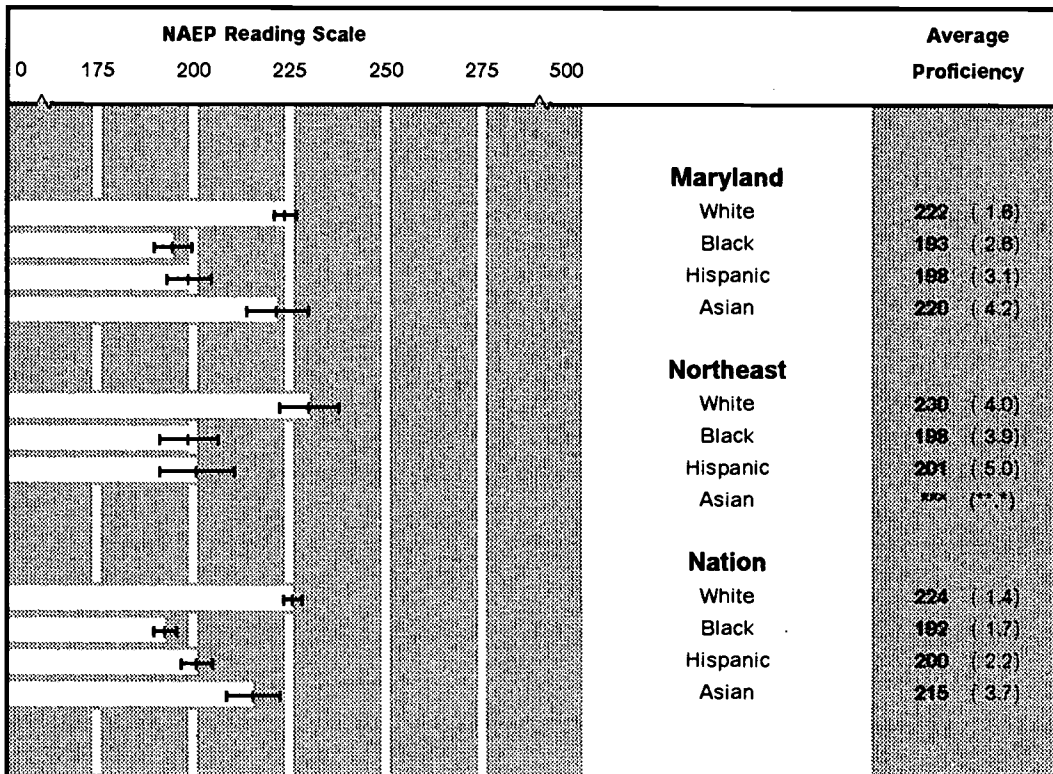 NAEP Reading Scale
Average
0 175 200 225 250 275 500
Proficiency
Maryland
White 222 ( 1.6)
Black 193 ( 2.6)
Hispanic 198 ( 3.1)
Asian 220 ( 4.2)
Northeast
White 230 ( 4.0)
Black 198 ( 3.9)
Hispanic 201 ( 5.0)
Asian *** (**.*)
Nation
White 224 ( 1.4)
Black 192 ( 1.7)
Hispanic 200 ( 2.2)
Asian 215 ( 3.7)